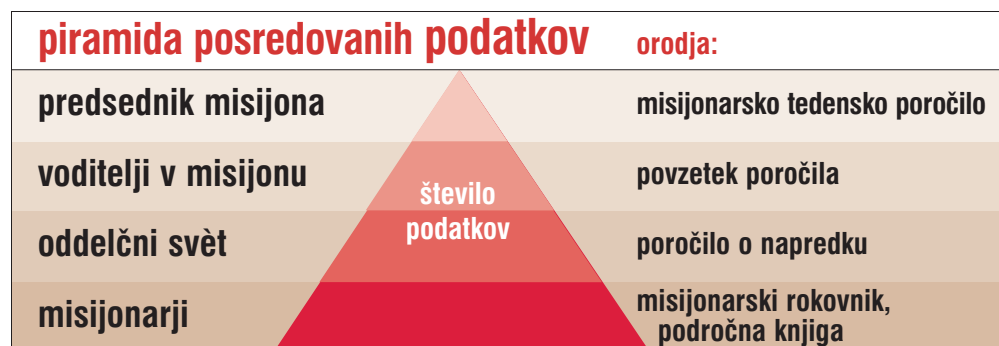 piramida posredovanih podatkov orodja:
predsednik misijona misijonarsko tedensko poročilo
voditelji v misijonu povzetek poročila
število
podatkov
oddelčni svèt poročilo o napredku
misijonarji misijonarski rokovnik,
področna knjiga